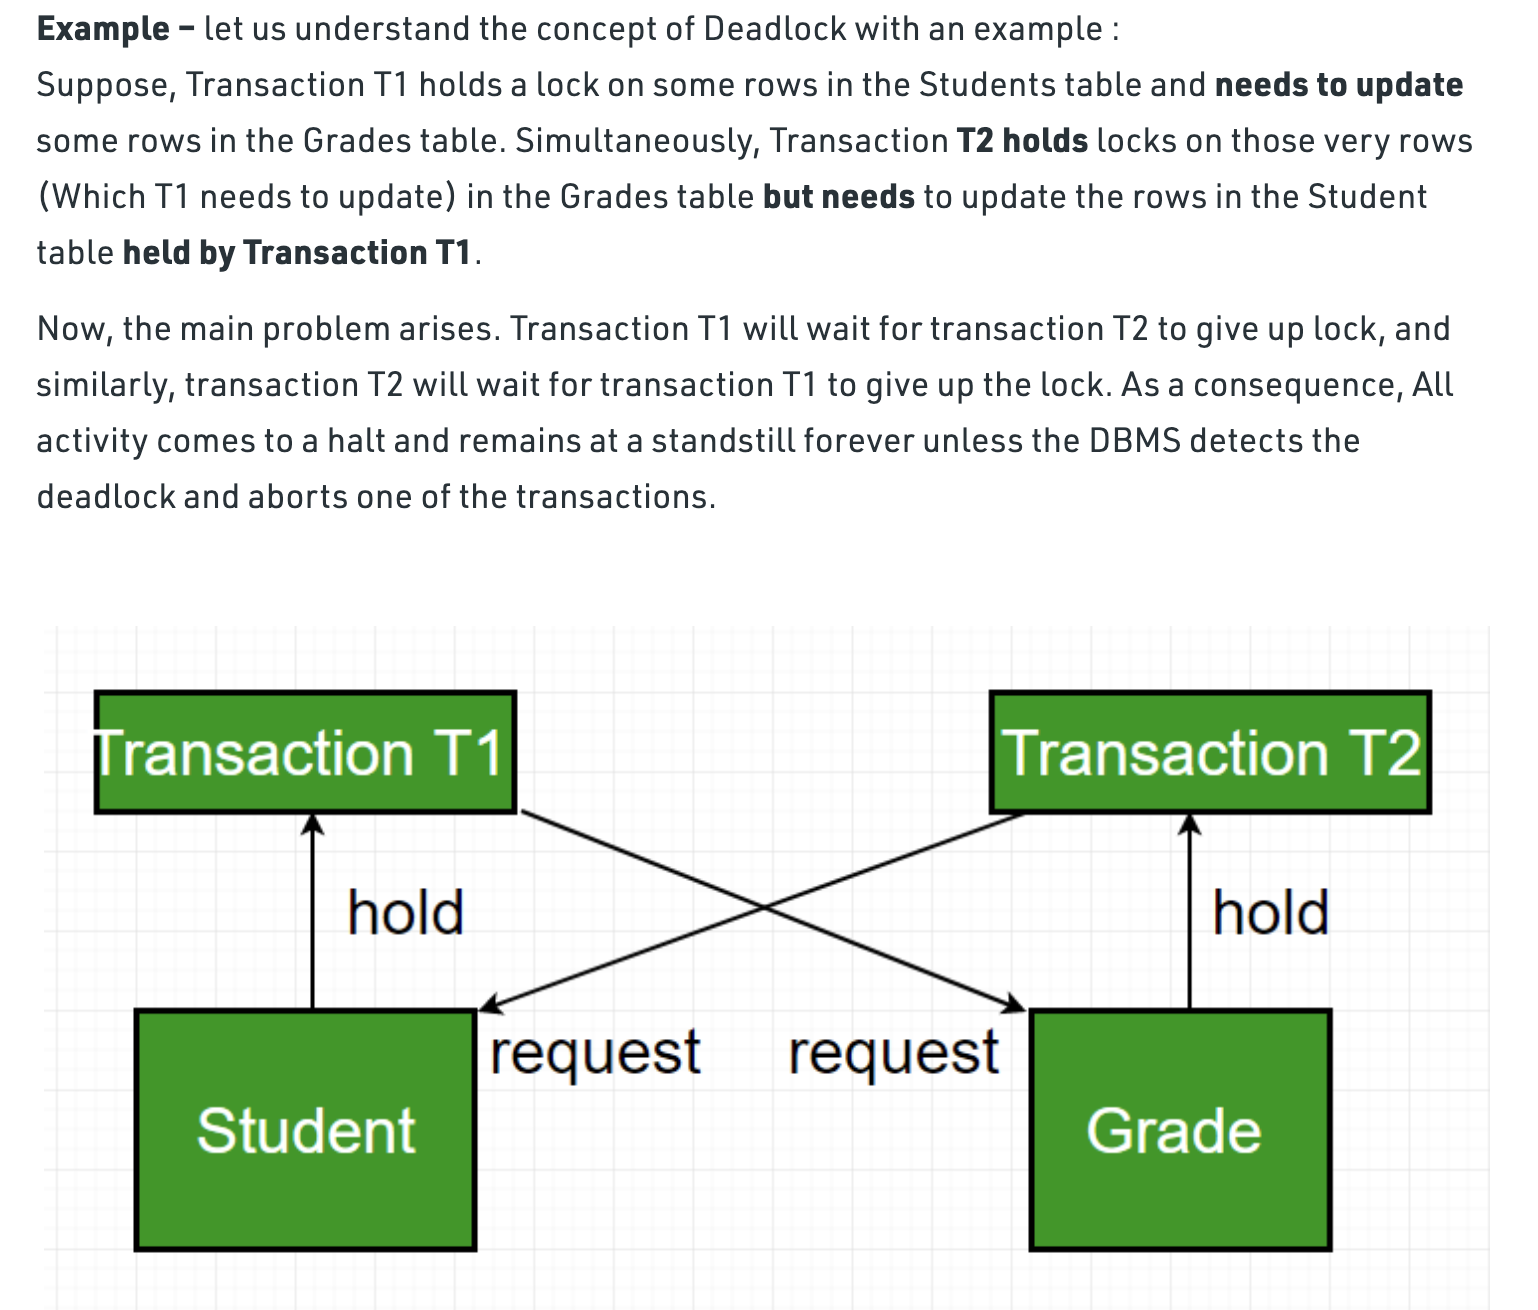 Example – let us understand the concept of Deadlock with an example :
Suppose, Transaction T1 holds a lock on some rows in the Students table and needs to update
some rows in the Grades table. Simultaneously, Transaction T2 holds locks on those very rows
(Which T1 needs to update) in the Grades table but needs to update the rows in the Student
table held by Transaction T1.
Now, the main problem arises. Transaction T1 will wait for transaction T2 to give up lock, and
similarly, transaction T2 will wait for transaction T1 to give up the lock. As a consequence, All
activity comes to a halt and remains at a standstill forever unless the DBMS detects the
deadlock and aborts one of the transactions.
Transaction T1
Transaction T2
hold
hold
request
request
Student
Grade